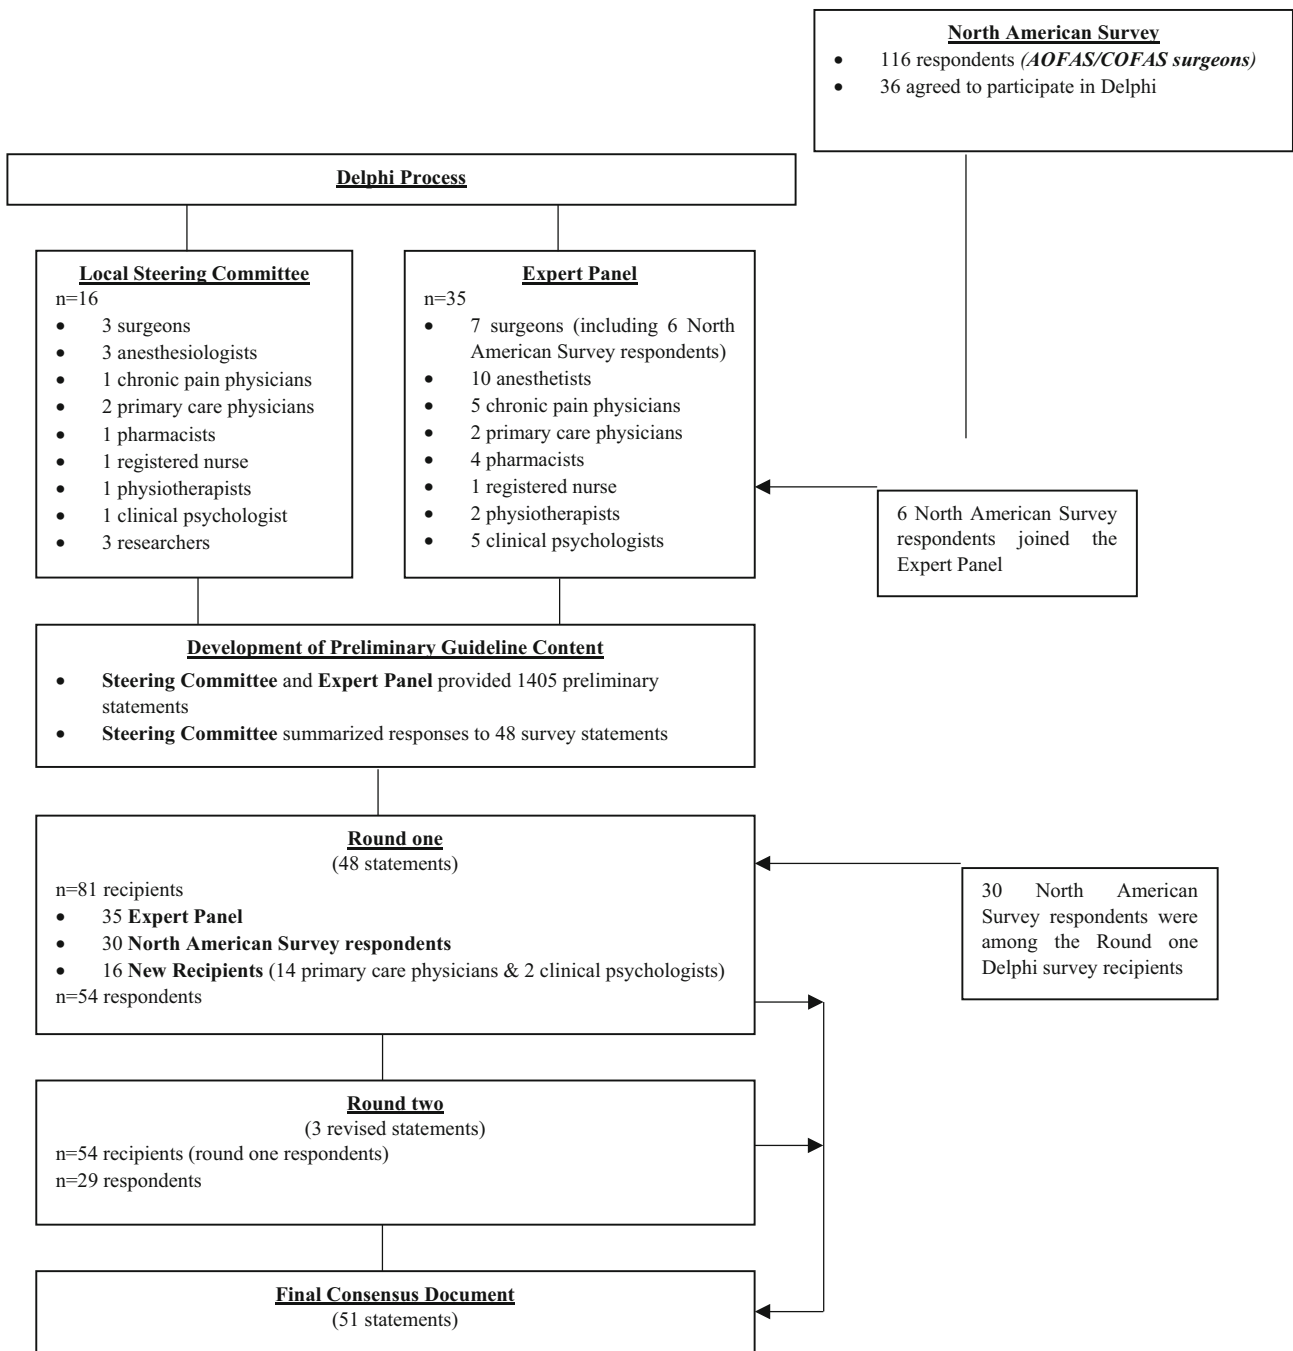 North American Survey
• 116 respondents (AOFAS/COFAS surgeons)
• 36 agreed to participate in Delphi
Delphi Process
Local Steering Committee
n=16
• 3 surgeons
• 3 anesthesiologists
• 1 chronic pain physicians
• 2 primary care physicians
• 1 pharmacists
• 1 registered nurse
• 1 physiotherapists
• 1 clinical psychologist
• 3 researchers
Expert Panel
n=35
• 7 surgeons (including 6 North
American Survey respondents)
• 10 anesthetists
• 5 chronic pain physicians
• 2 primary care physicians
• 4 pharmacists
• 1 registered nurse
• 2 physiotherapists
• 5 clinical psychologists
6 North American Survey
respondents joined the
Expert Panel
Development of Preliminary Guideline Content
• Steering Committee and Expert Panel provided 1405 preliminary
statements
• Steering Committee summarized responses to 48 survey statements
Round one
(48 statements)
n=81 recipients
• 35 Expert Panel
• 30 North American Survey respondents
• 16 New Recipients (14 primary care physicians & 2 clinical psychologists)
n=54 respondents
30 North American
Survey respondents were
among the Round one
Delphi survey recipients
Round two
(3 revised statements)
n=54 recipients (round one respondents)
n=29 respondents
Final Consensus Document
(51 statements)